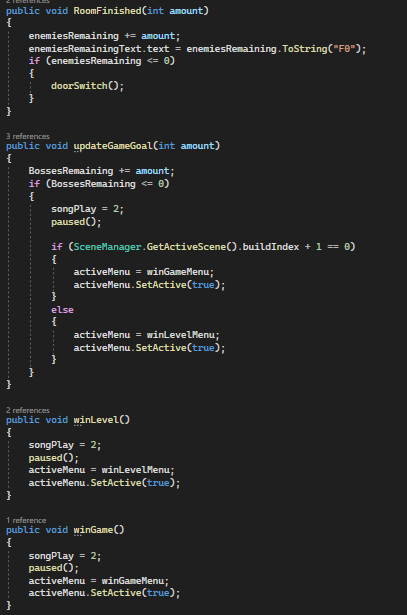 2 references
public void RoomFinished(int amount)
{
enemiesRemaining += amount;
enemiesRemainingText.text = enemiesRemaining.ToString("F0");
if (enemiesRemaining <= 0)
{
doorSwitch();
}
}
3 references
public void updateGameGoal(int amount)
{
BossesRemaining += amount;
if (BossesRemaining <= 0)
{
songPlay = 2;
paused();
if (SceneManager.GetActiveScene().buildIndex + 1 == 0)
{
activeMenu = winGameMenu;
activeMenu.SetActive(true);
}
else
{
activeMenu = winLevelMenu;
activeMenu.SetActive(true);
}
}
}
2 references
public void winLevel()
{
songPlay = 2;
paused();
activeMenu = winLevelMenu;
activeMenu.SetActive(true);
}
1 reference
public void winGame()
{
songPlay = 2;
paused();
activeMenu = winGameMenu;
activeMenu.SetActive(true);
}